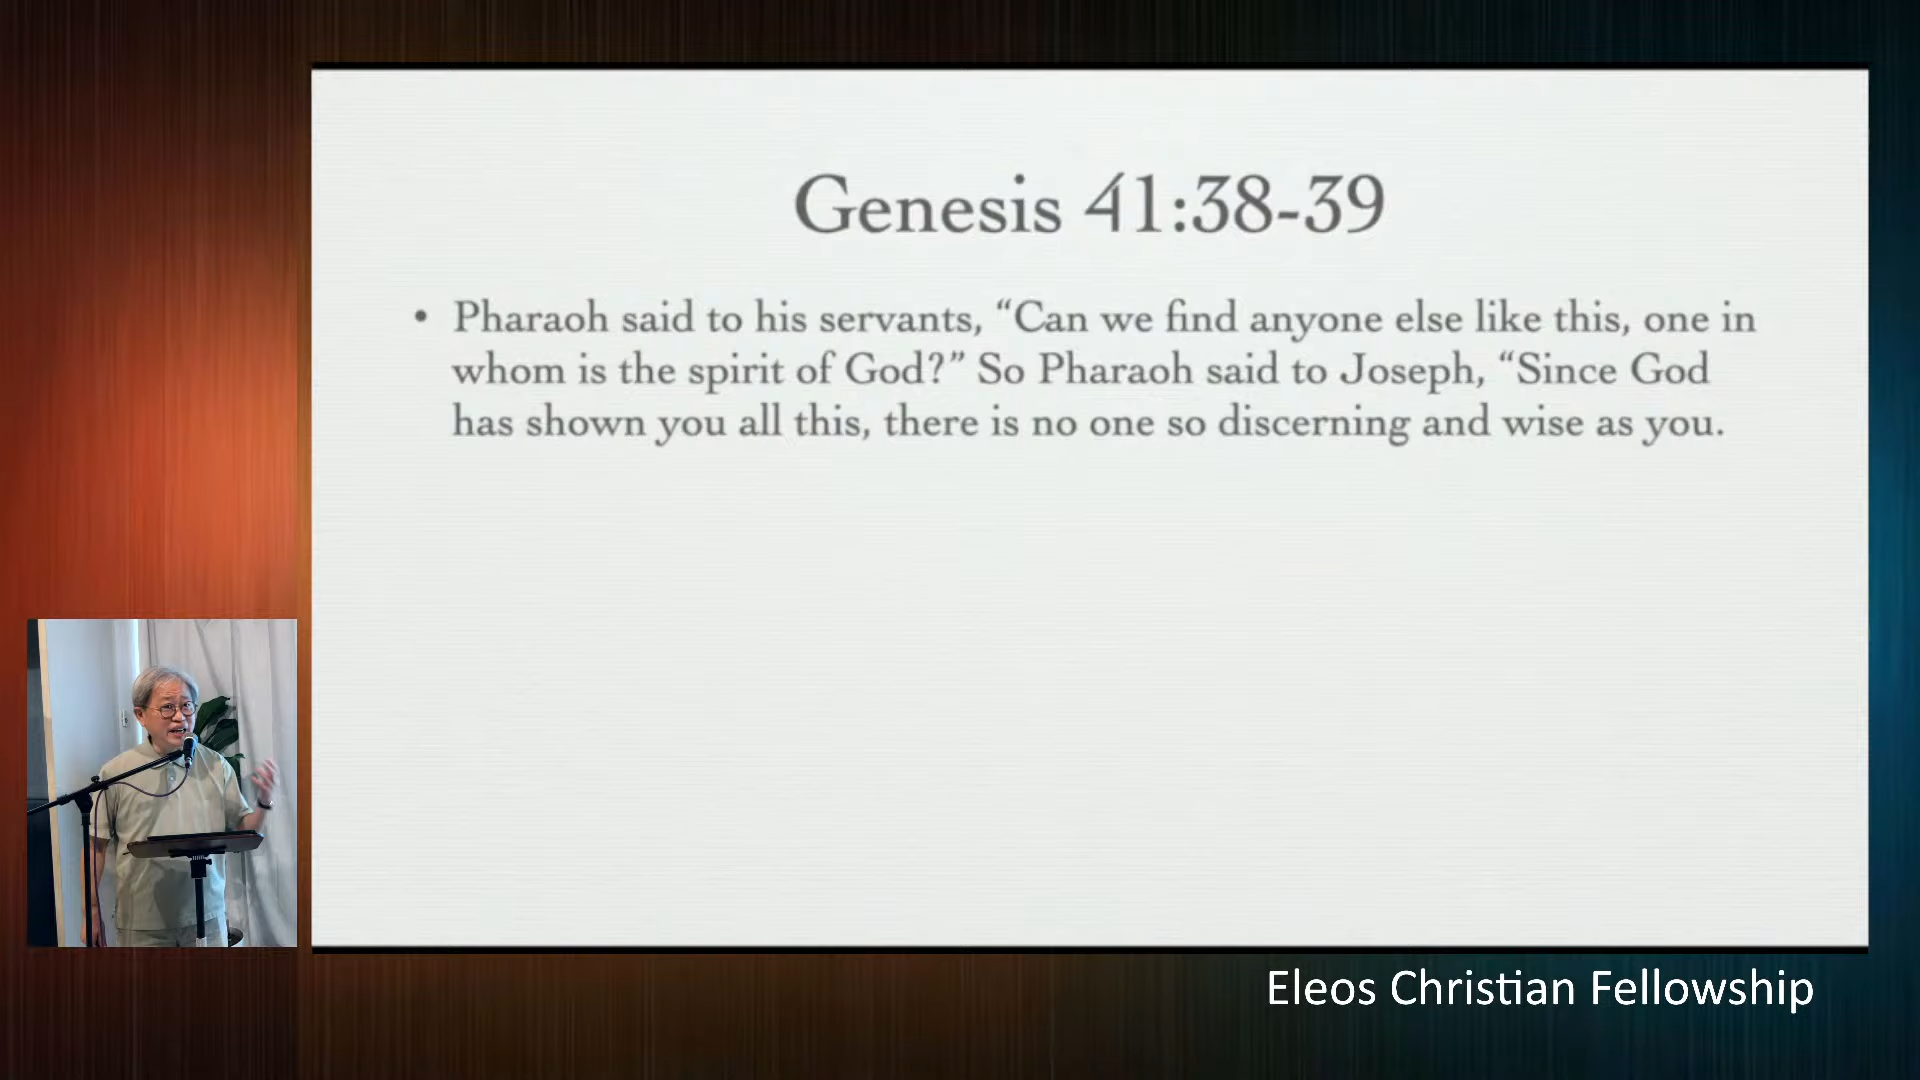 Genesis 41:38-39
• Pharaoh said to his servants, “Can we find anyone else like this, one in
whom is the spirit of God?” So Pharaoh said to Joseph, “Since God
has shown you all this, there is no one so discerning and wise as you.
Eleos Christian Fellowship